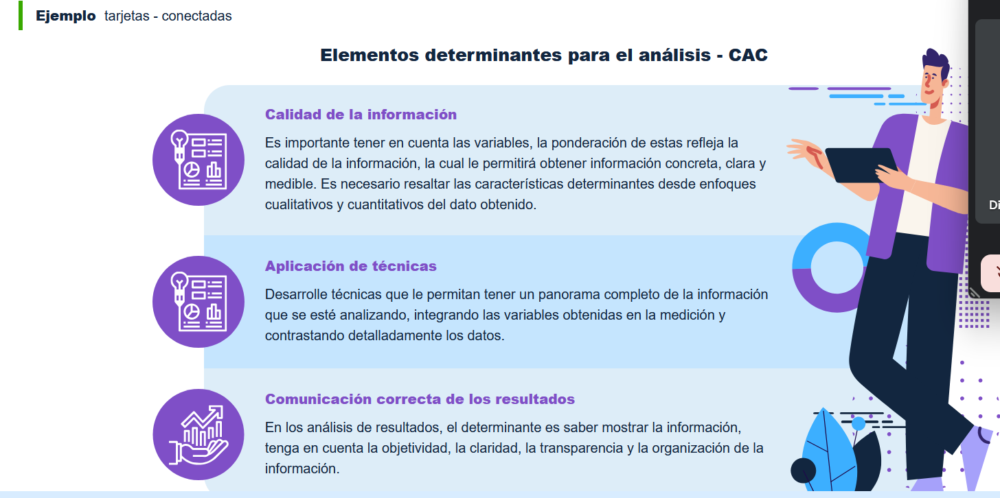 Ejemplo tarjetas - conectadas
Elementos determinantes para el análisis - CAC
Calidad de la información
Es importante tener en cuenta las variables, la ponderación de estas refleja la
calidad de la información, la cual le permitirá obtener información concreta, clara y
medible. Es necesario resaltar las características determinantes desde enfoques
cualitativos y cuantitativos del dato obtenido.
Aplicación de técnicas
Desarrolle técnicas que le permitan tener un panorama completo de la información
que se esté analizando, integrando las variables obtenidas en la medición y
contrastando detalladamente los datos.
Comunicación correcta de los resultados
En los análisis de resultados, el determinante es saber mostrar la información,
tenga en cuenta la objetividad, la claridad, la transparencia y la organización de la
información.